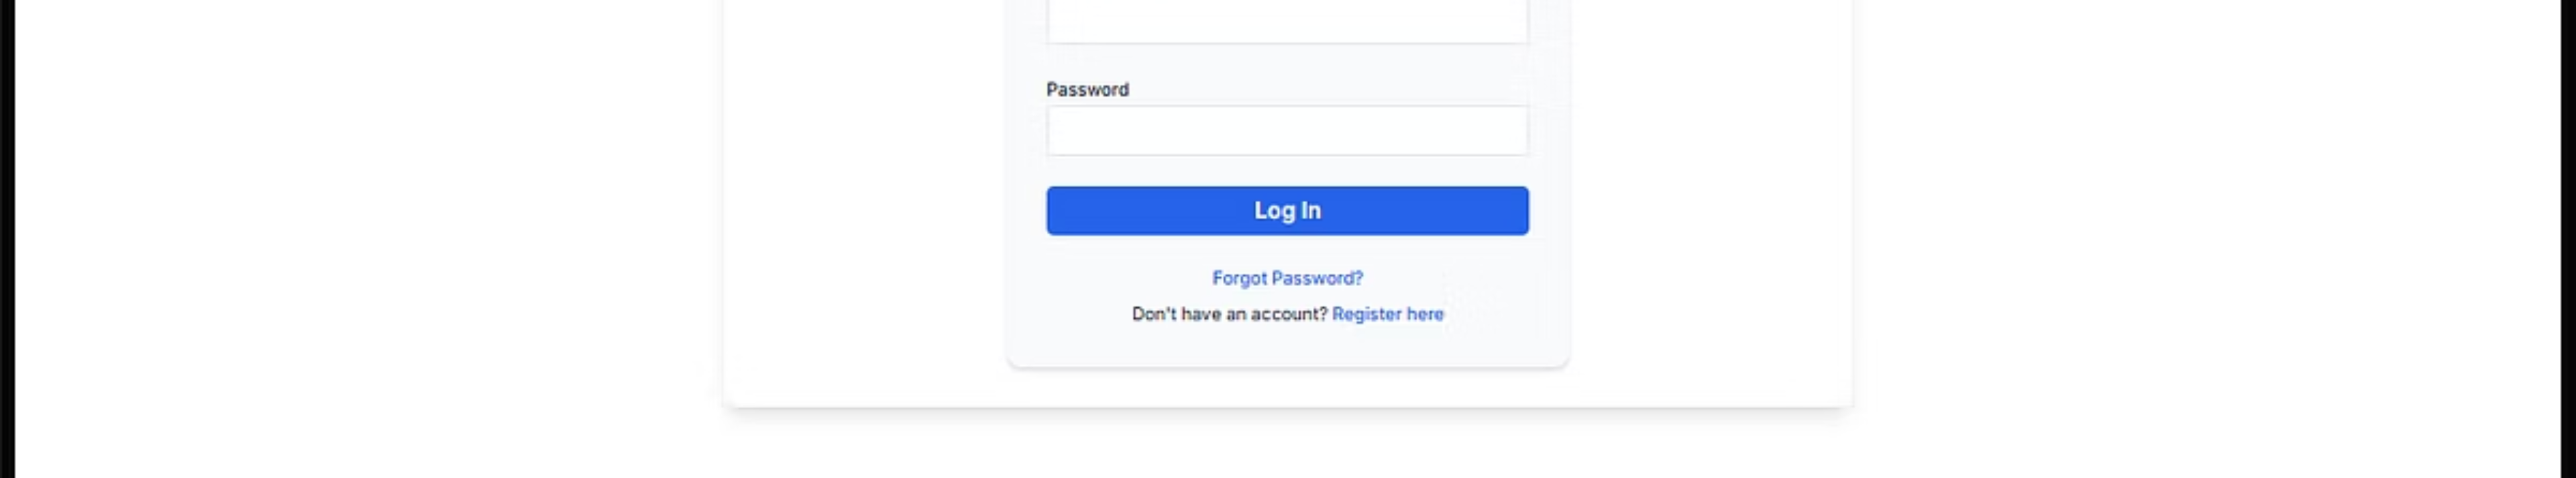 Password
Log In
Forgot Password?
Don't have an account? Register here